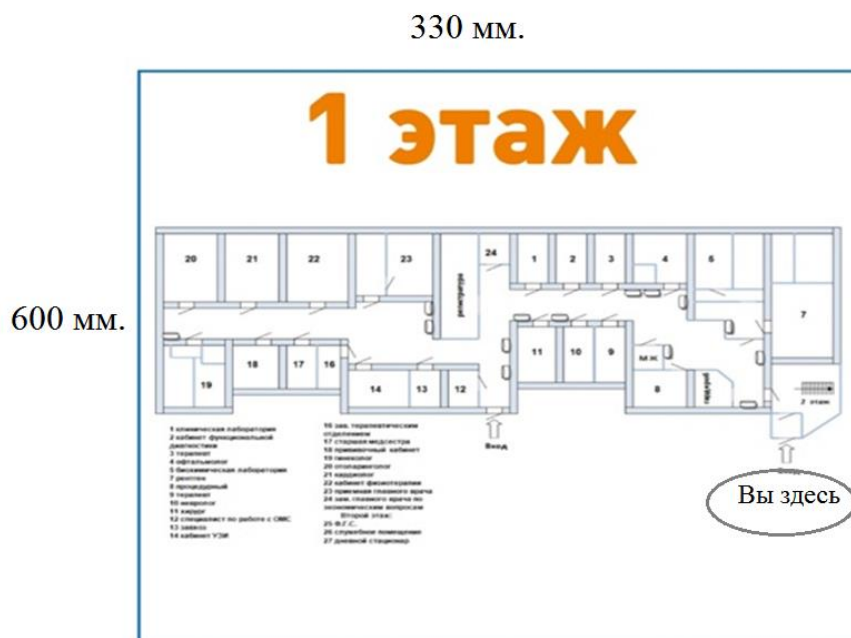 330 мм.
1 этаж
600 мм.
20
21
22
23
24
регистратура
1
2
3
4
5
7
19
18
17
16
14
13
12
11
10
9
М.Ж
8
гардероб
2 этаж
Вход
Вы здесь
1 клиническая лаборатория
2 кабинет функциональной
диагностики
3 терапевт
4 офтальмолог
5 биохимическая лаборатория
7 рентген
8 процедурный
9 терапевт
10 невролог
11 хирург
12 специалист по работе с ОМС
13 завхоз
14 кабинет УЗИ
16 зав. терапевтическим
отделением
17 старшая медсестра
18 прививочный кабинет
19 гинеколог
20 отоларинголог
21 кардиолог
22 кабинет физиотерапии
23 приемная главного врача
24 зам. главного врача по
экономическим вопросам
Второй этаж:
25 Ф.Г.С.
26 служебное помещение
27 дневной стационар